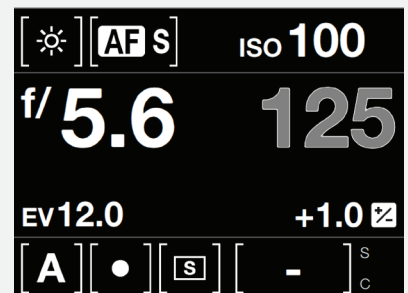 [ ☼ ] [ AF S ] ISO 100
f/5.6 125
EV12.0 +1.0 +/-
[ A ] [ ● ] [ S ] [ - ] S C